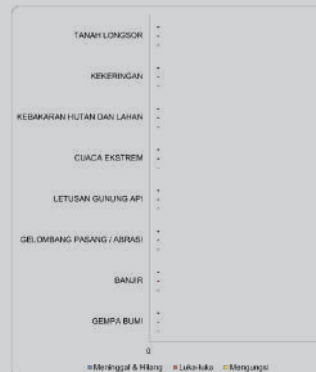 TANAH LONGSOR
KEKERINGAN
KEBAKARAN HUTAN DAN LAHAN
CUACA EKSTREM
LETUSAN GUNUNG API
GELOMBANG PASANG / ABRASI
BANJIR
GEMPA BUMI
0
Meninggal & Hilang Luka-luka Mengungsi